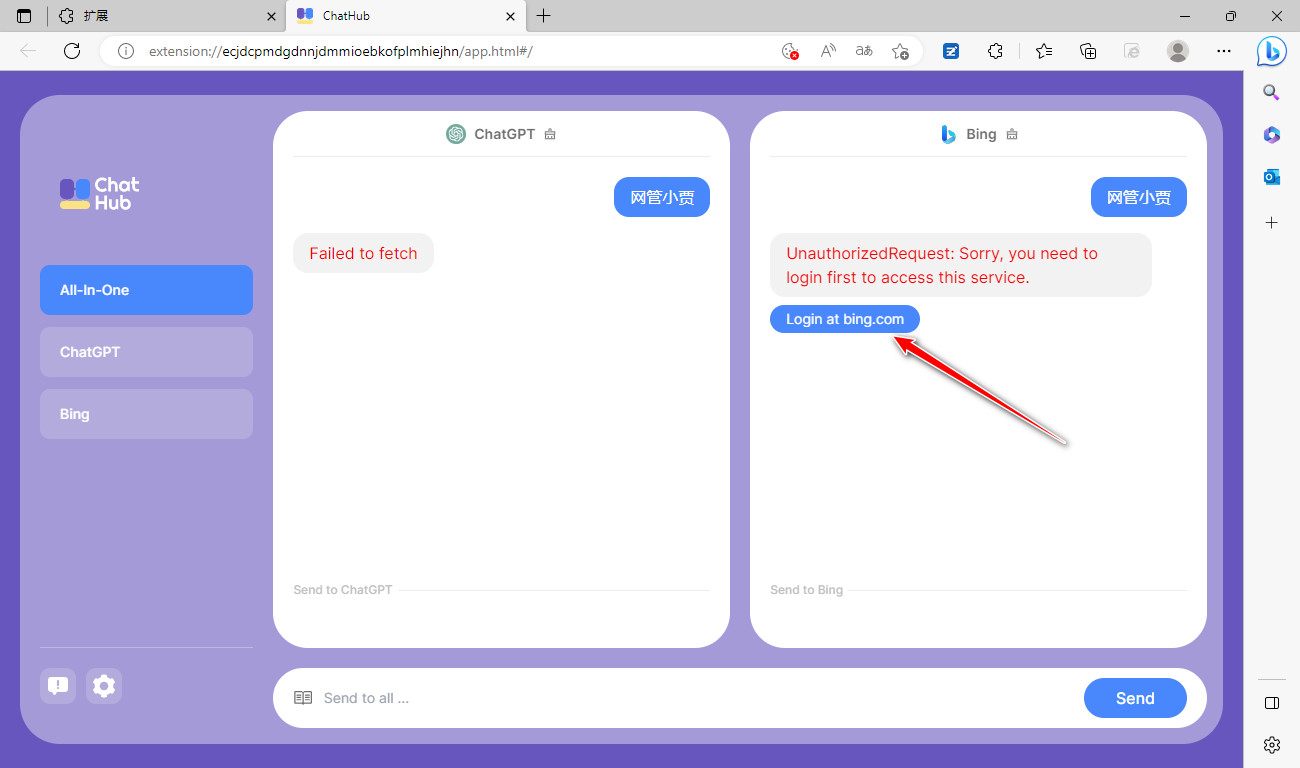 扩展
ChatHub
extension://ecjdcpmdgdnnjdmmioebkofplmhiejhn/app.html#/
Chat
Hub
All-In-One
ChatGPT
Bing
ChatGPT
网管小贾
Failed to fetch
Send to ChatGPT
Bing
网管小贾
UnauthorizedRequest: Sorry, you need to
login first to access this service.
Login at bing.com
Send to Bing
Send to all ...
Send